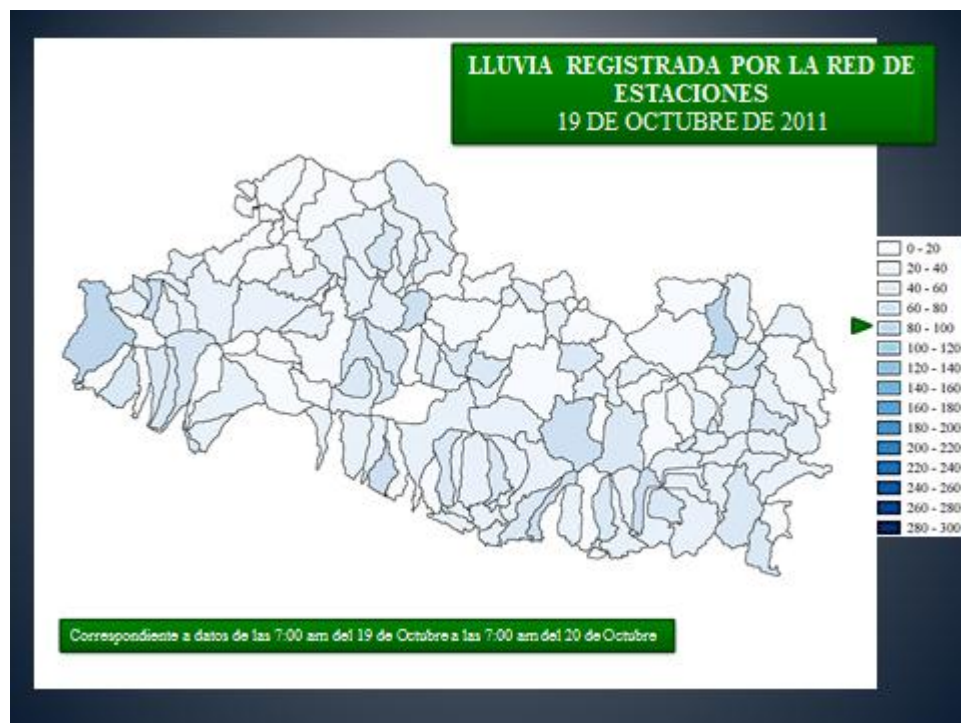 LLUVIA REGISTRADA POR LA RED DE
ESTACIONES
19 DE OCTUBRE DE 2011
0 - 20
20 - 40
40 - 60
60 - 80
80 - 100
100 - 120
120 - 140
140 - 160
160 - 180
180 - 200
200 - 220
220 - 240
240 - 260
260 - 280
280 - 300
Correspondiente a datos de las 7:00 am del 19 de Octubre a las 7:00 am del 20 de Octubre